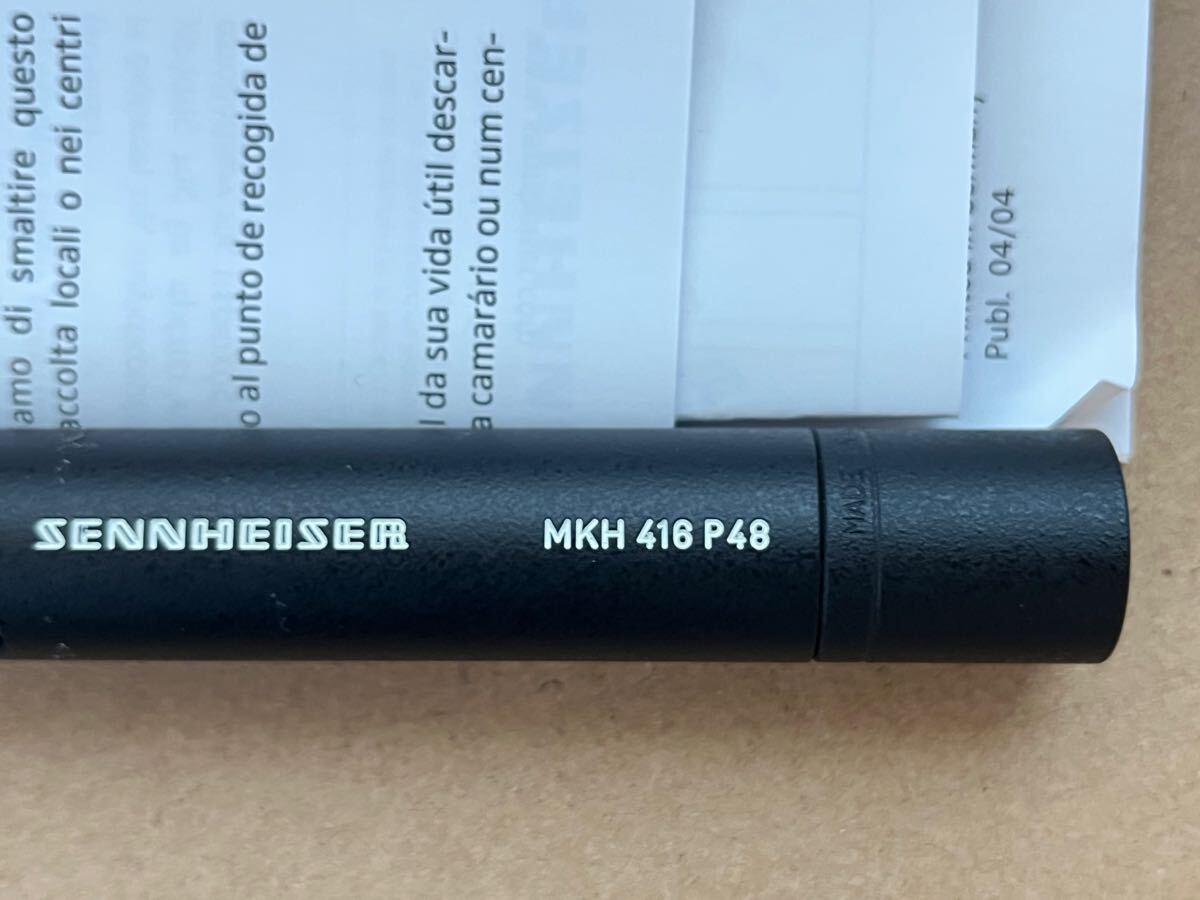 amo di smaltire questo
accolta locali o nei centri
o al punto de recogida de
l da sua vida útil descar-
a camarário ou num cen-
Publ. 04/04
SENNHEISER MKH 416 P48
MADE